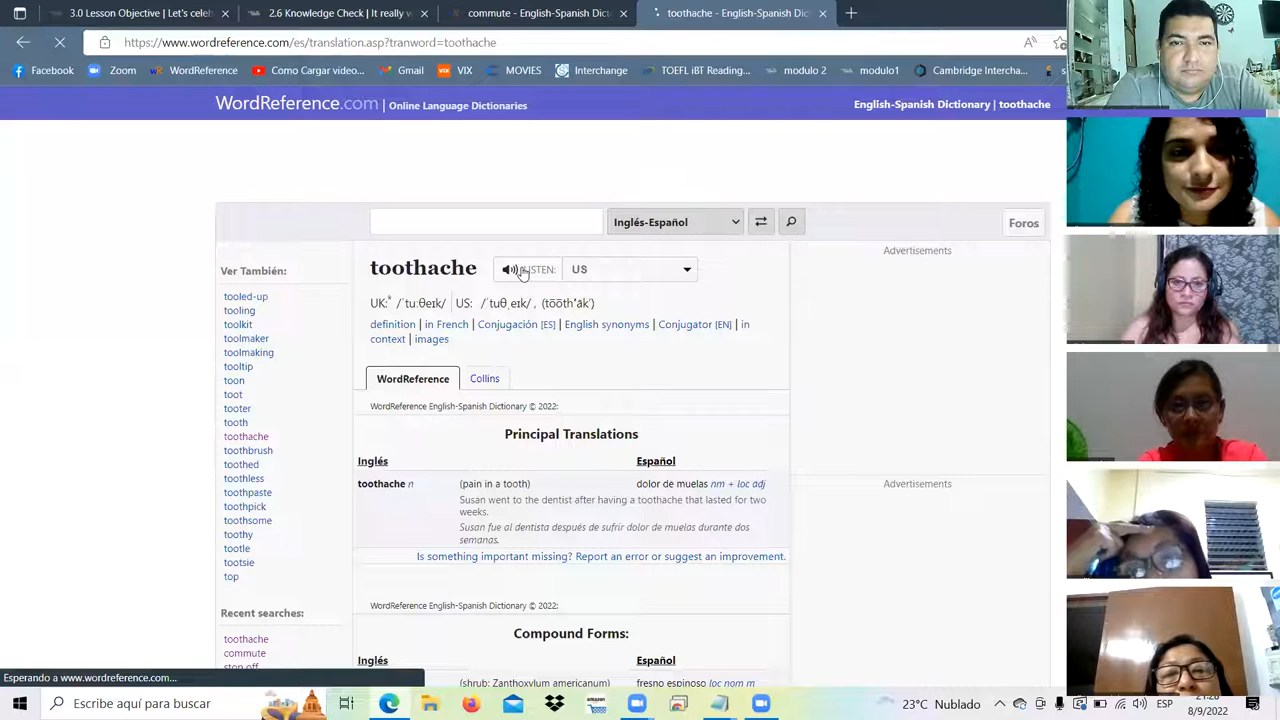 3.0 Lesson Objective | Let's celeb
2.6 Knowledge Check | It really v
commute - English-Spanish Dict
toothache - English-Spanish Dict
https://www.wordreference.com/es/translation.asp?tranword=toothache
Facebook
Zoom
WordReference
Como Cargar video...
Gmail
VIX
MOVIES
Interchange
TOEFL iBT Reading...
modulo 2
modulo1
Cambridge Intercha...
WordReference.com | Online Language Dictionaries
English-Spanish Dictionary | toothache
Inglés-Español
Foros
Advertisements
Ver También:
tooled-up
tooling
toolkit
toolmaker
toolmaking
tooltip
toon
toot
tooter
tooth
toothache
toothbrush
toothed
toothless
toothpaste
toothpick
toothsome
toothy
tootle
tootsie
top
Recent searches:
toothache
commute
stop off
toothache
LISTEN:
US
UK: /ˈtuːθeɪk/ US: /ˈtuθˌeɪk/ , (to͞oth′āk′)
definition | in French | Conjugación [ES] | English synonyms | Conjugator [EN] | in
context | images
WordReference
Collins
WordReference English-Spanish Dictionary © 2022:
Principal Translations
Inglés
Español
toothache n
(pain in a tooth)
dolor de muelas nm + loc adj
Susan went to the dentist after having a toothache that lasted for two
weeks.
Susan fue al dentista después de sufrir dolor de muelas durante dos
semanas.
Is something important missing? Report an error or suggest an improvement.
Advertisements
WordReference English-Spanish Dictionary © 2022:
Compound Forms:
Inglés
Español
(shrub: Zanthoxylum americanum)
fresno espinoso loc nom m
Esperando a www.wordreference.com...
Escribe aquí para buscar
23°C Nublado
ESP
21:26
8/9/2022